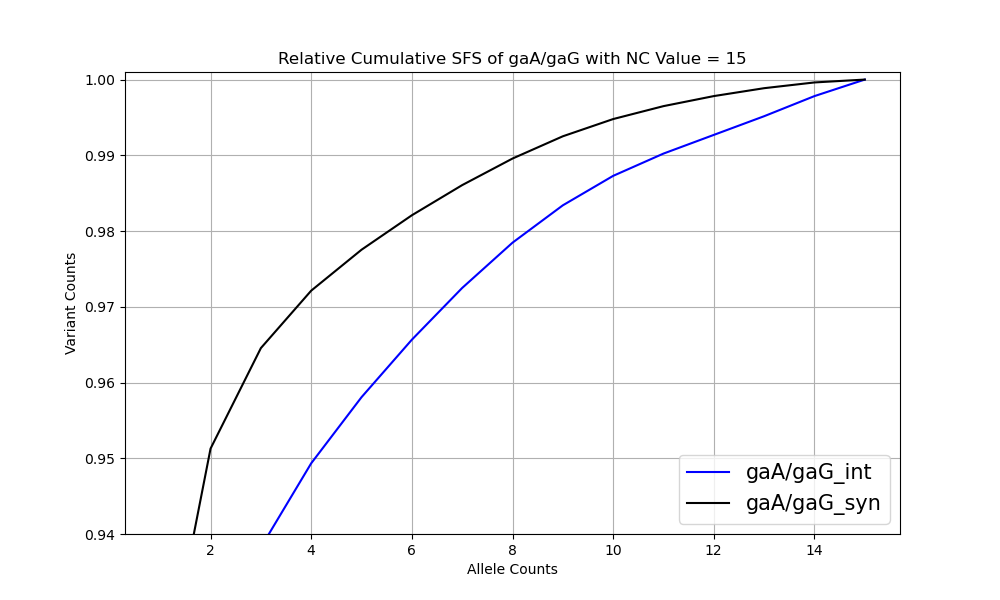 Relative Cumulative SFS of gaA/gaG with NC Value = 15
Variant Counts
1.00
0.99
0.98
0.97
0.96
0.95
0.94
gaA/gaG_int
gaA/gaG_syn
2 4 6 8 10 12 14
Allele Counts